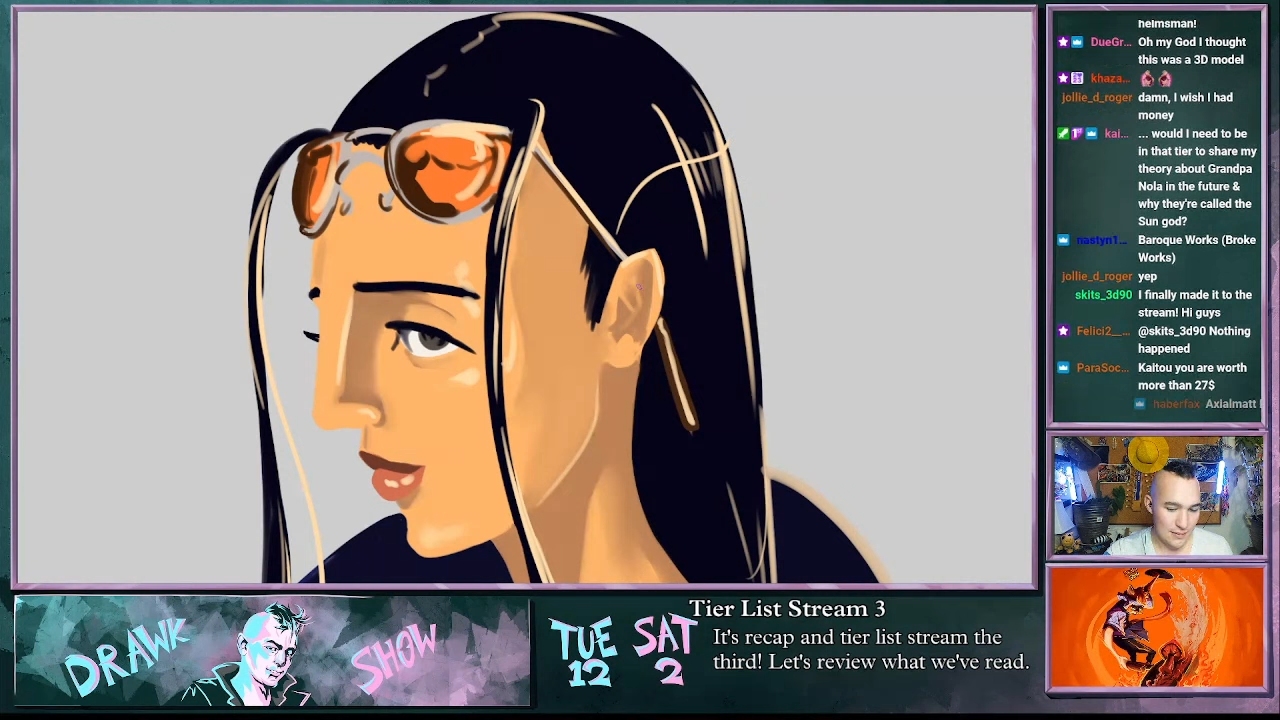 helmsman!
DueGr... Oh my God I thought
this was a 3D model
khaza...
jollie_d_roger damn, I wish I had
money
kai... ... would I need to be
in that tier to share my
theory about Grandpa
Nola in the future &
why they're called the
Sun god?
nastyn1... Baroque Works (Broke
Works)
jollie_d_roger yep
skits_3d90 I finally made it to the
stream! Hi guys
Felici2__... @skits_3d90 Nothing
happened
ParaSoc... Kaitou you are worth
more than 27$
haberfax Axialmatt
DRAWK
SHOW
TUE
12
SAT
2
Tier List Stream 3
It's recap and tier list stream the
third! Let's review what we've read.